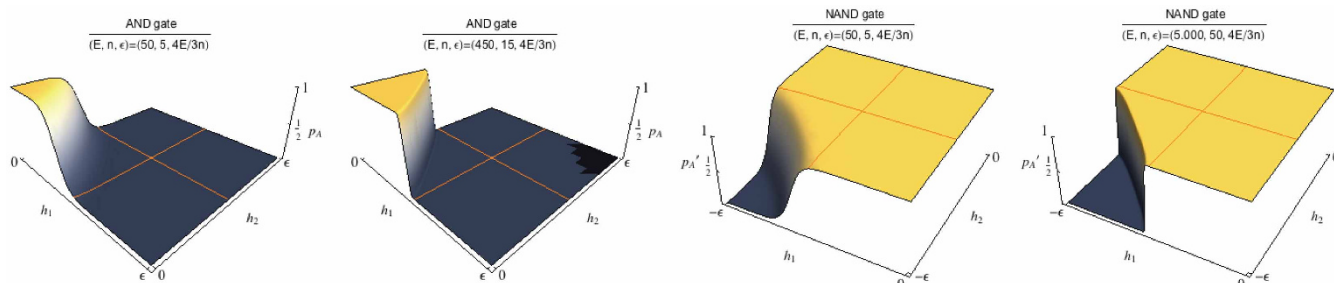 AND gate
(E, n, ϵ)=(50, 5, 4E/3n)
1
1/2
p_A
ϵ
0
h₁
h₂
ϵ
0
AND gate
(E, n, ϵ)=(450, 15, 4E/3n)
1
1/2
p_A
ϵ
0
h₁
h₂
ϵ
0
NAND gate
(E, n, ϵ)=(50, 5, 4E/3n)
1
p_A' 1/2
0
−ϵ
h₂
h₁
0
−ϵ
NAND gate
(E, n, ϵ)=(5.000, 50, 4E/3n)
1
p_A' 1/2
0
−ϵ
h₂
h₁
0
−ϵ